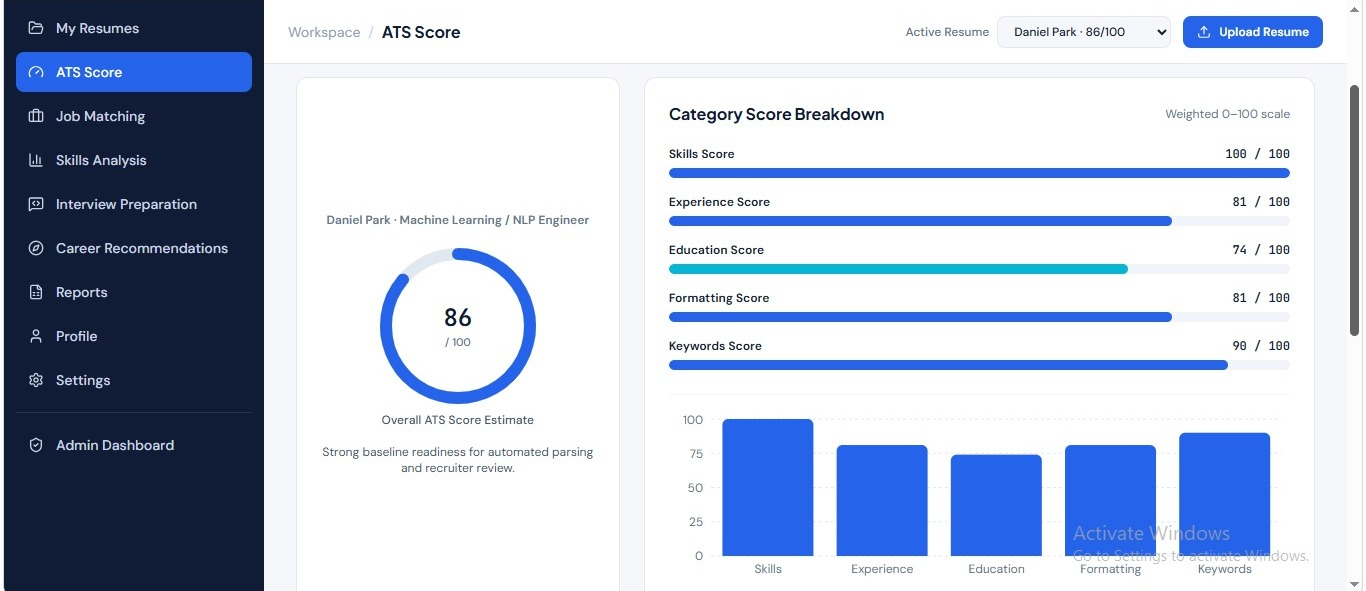 My Resumes
ATS Score
Job Matching
Skills Analysis
Interview Preparation
Career Recommendations
Reports
Profile
Settings
Admin Dashboard
Workspace / ATS Score
Active Resume
Daniel Park · 86/100
Upload Resume
Daniel Park · Machine Learning / NLP Engineer
86
/ 100
Overall ATS Score Estimate
Strong baseline readiness for automated parsing
and recruiter review.
Category Score Breakdown
Weighted 0–100 scale
Skills Score 100 / 100
Experience Score 81 / 100
Education Score 74 / 100
Formatting Score 81 / 100
Keywords Score 90 / 100
100
75
50
25
0
Skills Experience Education Formatting Keywords
Activate Windows
Go to Settings to activate Windows.